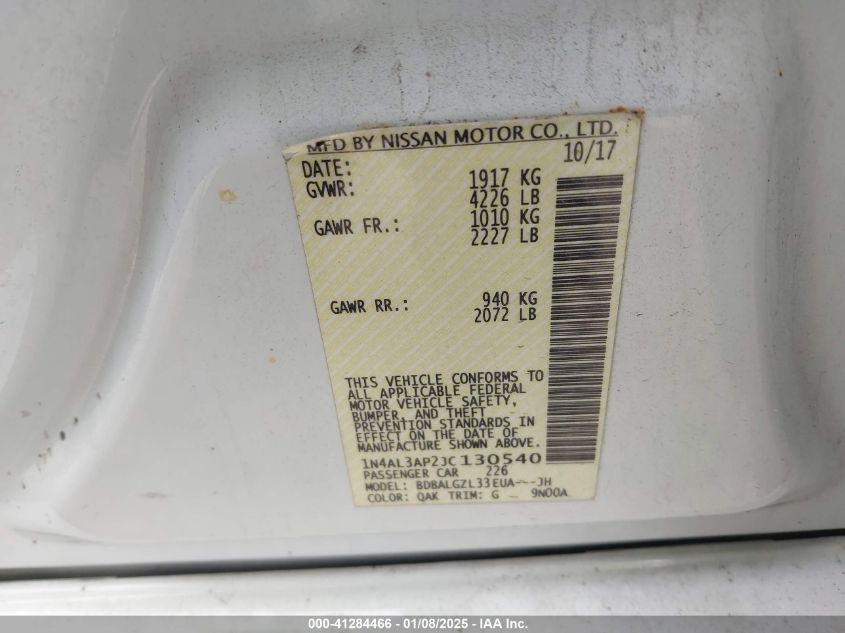 MFD BY NISSAN MOTOR CO., LTD.
DATE: 10/17
GVWR: 1917 KG
4226 LB
GAWR FR.: 1010 KG
2227 LB
GAWR RR.: 940 KG
2072 LB
THIS VEHICLE CONFORMS TO
ALL APPLICABLE FEDERAL
MOTOR VEHICLE SAFETY,
BUMPER, AND THEFT
PREVENTION STANDARDS IN
EFFECT ON THE DATE OF
MANUFACTURE SHOWN ABOVE.
1N4AL3AP2JC130540
PASSENGER CAR 226
MODEL: BDBALGZL33EUA---JH
COLOR: QAK TRIM: G - 9N00A
000-41284466 - 01/08/2025 - IAA Inc.